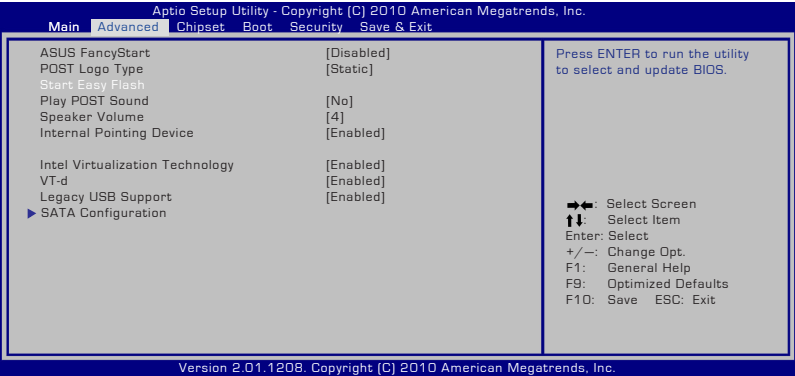 Aptio Setup Utility - Copyright (C) 2010 American Megatrends, Inc.
Main Advanced Chipset Boot Security Save & Exit
ASUS FancyStart [Disabled]
POST Logo Type [Static]
Start Easy Flash
Play POST Sound [No]
Speaker Volume [4]
Internal Pointing Device [Enabled]
Intel Virtualization Technology [Enabled]
VT-d [Enabled]
Legacy USB Support [Enabled]
SATA Configuration
Press ENTER to run the utility
to select and update BIOS.
→←: Select Screen
↑↓: Select Item
Enter: Select
+/—: Change Opt.
F1: General Help
F9: Optimized Defaults
F10: Save ESC: Exit
Version 2.01.1208. Copyright (C) 2010 American Megatrends, Inc.